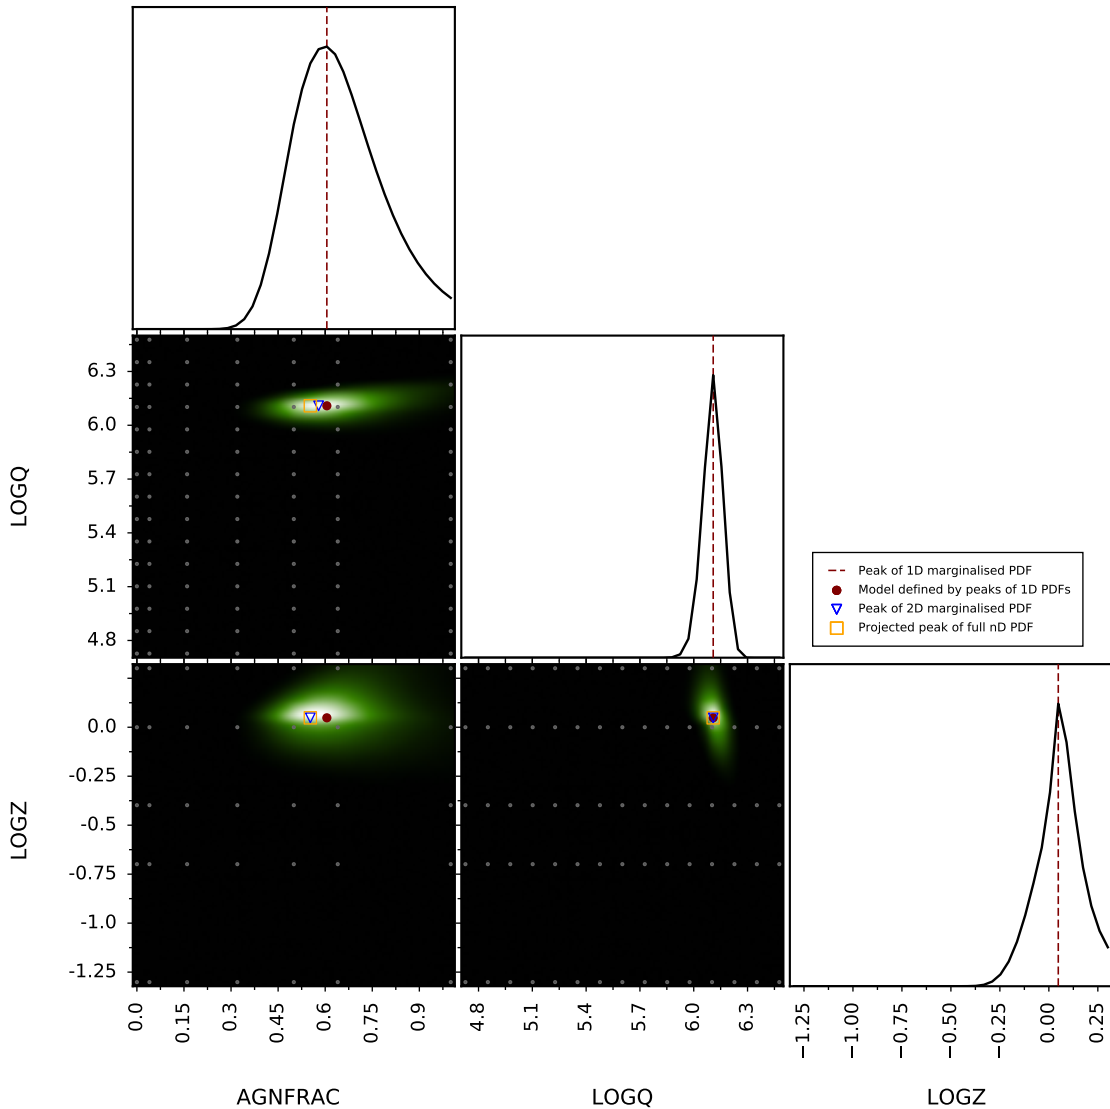 6.3
6.0
5.7
5.4
5.1
4.8
LOGQ
Peak of 1D marginalised PDF
Model defined by peaks of 1D PDFs
Peak of 2D marginalised PDF
Projected peak of full nD PDF
0.0
-0.25
-0.5
-0.75
-1.0
-1.25
LOGZ
0.0 0.15 0.3 0.45 0.6 0.75 0.9
4.8 5.1 5.4 5.7 6.0 6.3
−1.25 −1.00 −0.75 −0.50 −0.25 0.00 0.25
AGNFRAC LOGQ LOGZ